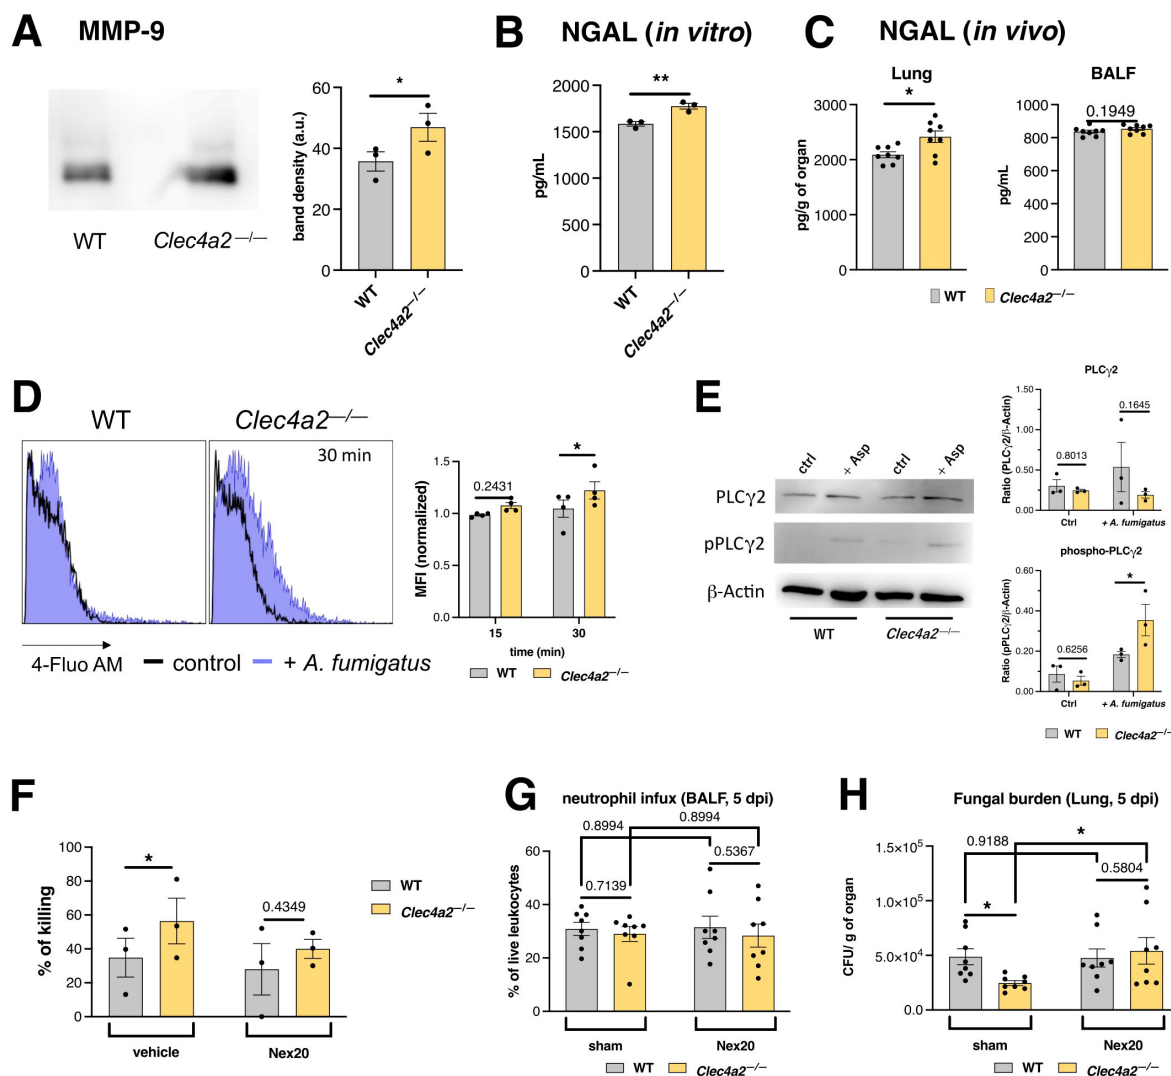 A MMP-9
WT Clec4a2 –/–
60
40
20
0
band density (a.u.)
*
WT
Clec4a2–/–
B NGAL (in vitro)
2000
1500
1000
500
0
pg/mL
**
WT
Clec4a2–/–
C NGAL (in vivo)
Lung
3000
2000
1000
0
pg/g of organ
*
BALF
1000
800
600
400
200
0
pg/mL
0.1949
WT Clec4a2–/–
D
WT Clec4a2–/–
30 min
4-Fluo AM control + A. fumigatus
1.5
1.0
0.5
0.0
MFI (normalized)
0.2431 *
15 30
time (min)
WT Clec4a2–/–
E
ctrl + Asp ctrl + Asp
PLCγ2
pPLCγ2
β-Actin
WT Clec4a2–/–
PLCγ2
1.50
1.00
0.50
0.00
Ratio (PLCγ2/β-Actin)
0.8013 0.1645
Ctrl + A. fumigatus
phospho-PLCγ2
0.60
0.40
0.20
0.00
Ratio (pPLCγ2/β-Actin)
0.6256 *
Ctrl + A. fumigatus
WT Clec4a2–/–
F
100
80
60
40
20
0
% of killing
* 0.4349
vehicle Nex20
WT
Clec4a2–/–
G neutrophil infux (BALF, 5 dpi)
60
40
20
0
% of live leukocytes
0.8994 0.8994
0.7139 0.5367
sham Nex20
WT Clec4a2–/–
H Fungal burden (Lung, 5 dpi)
1.5×10⁵
1.0×10⁵
5.0×10⁴
0.0
CFU/ g of organ
0.9188 *
* 0.5804
sham Nex20
WT Clec4a2–/–